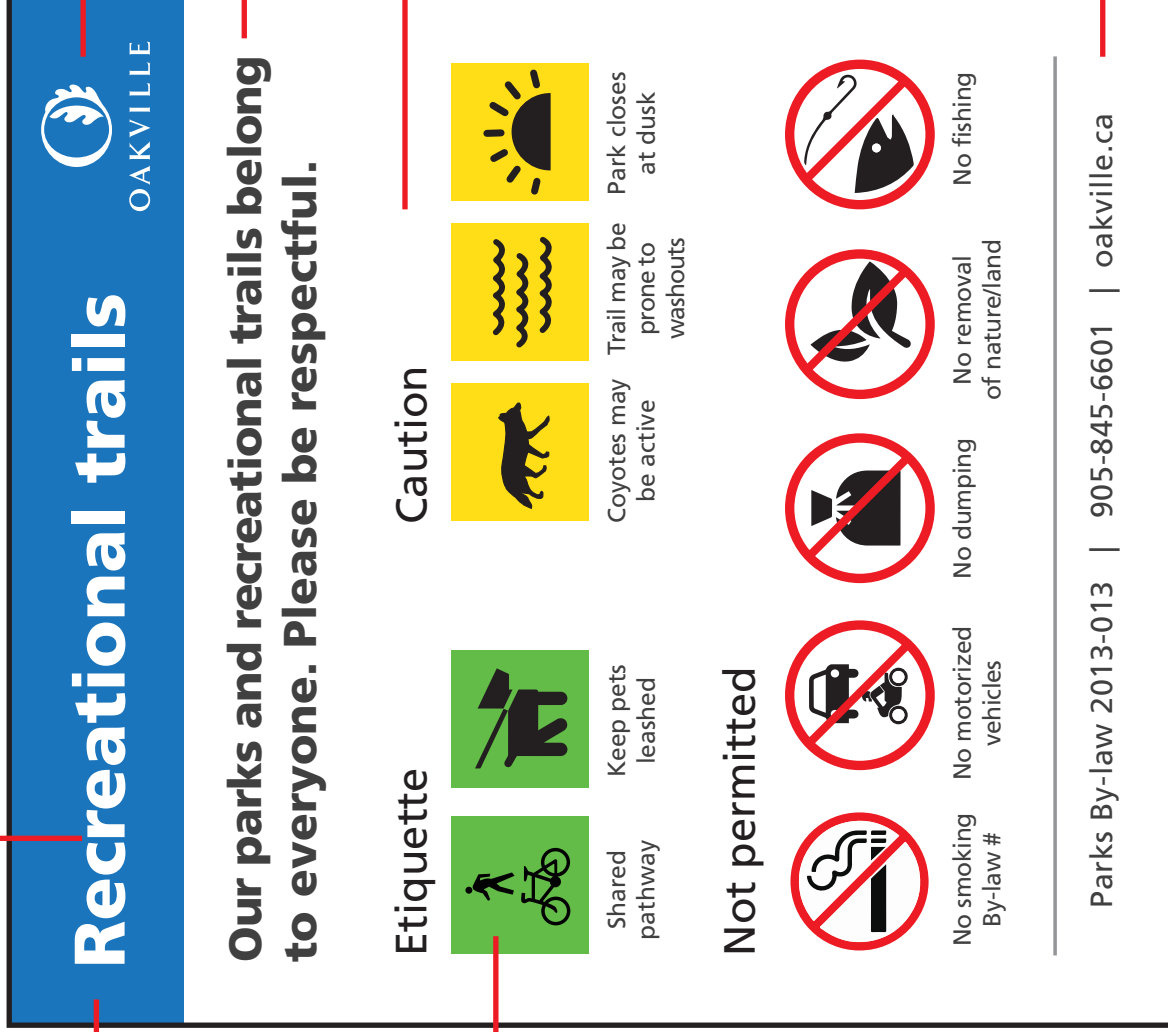 Recreational trails
OAKVILLE
Our parks and recreational trails belong
to everyone. Please be respectful.
Etiquette
Shared
pathway
Keep pets
leashed
Caution
Coyotes may
be active
Trail may be
prone to
washouts
Park closes
at dusk
Not permitted
No smoking
By-law #
No motorized
vehicles
No dumping
No removal
of nature/land
No fishing
Parks By-law 2013-013 | 905-845-6601 | oakville.ca